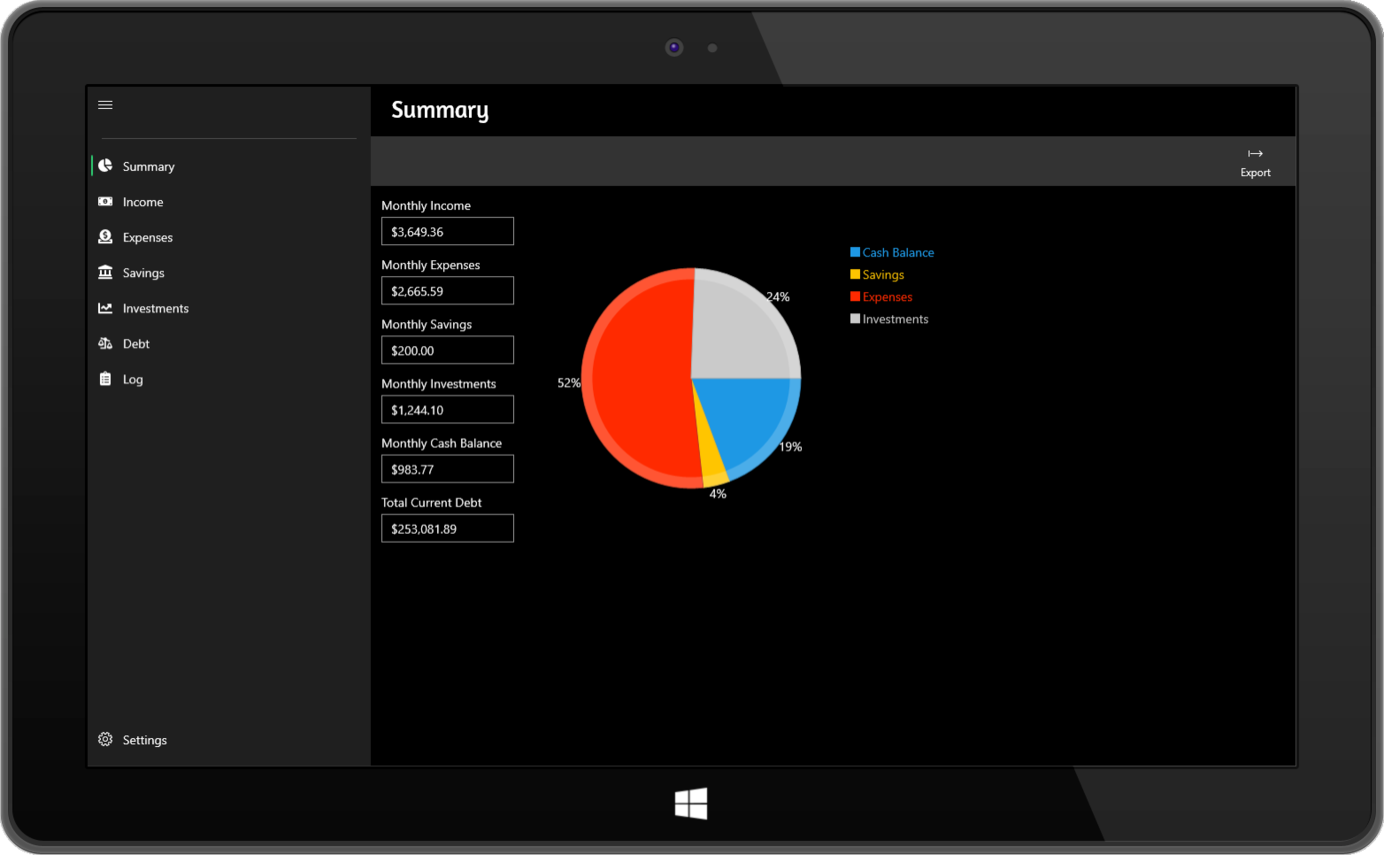 Summary
Export
Summary
Income
Expenses
Savings
Investments
Debt
Log
Settings
Monthly Income
$3,649.36
Monthly Expenses
$2,665.59
Monthly Savings
$200.00
Monthly Investments
$1,244.10
Monthly Cash Balance
$983.77
Total Current Debt
$253,081.89
24%
52%
19%
4%
Cash Balance
Savings
Expenses
Investments